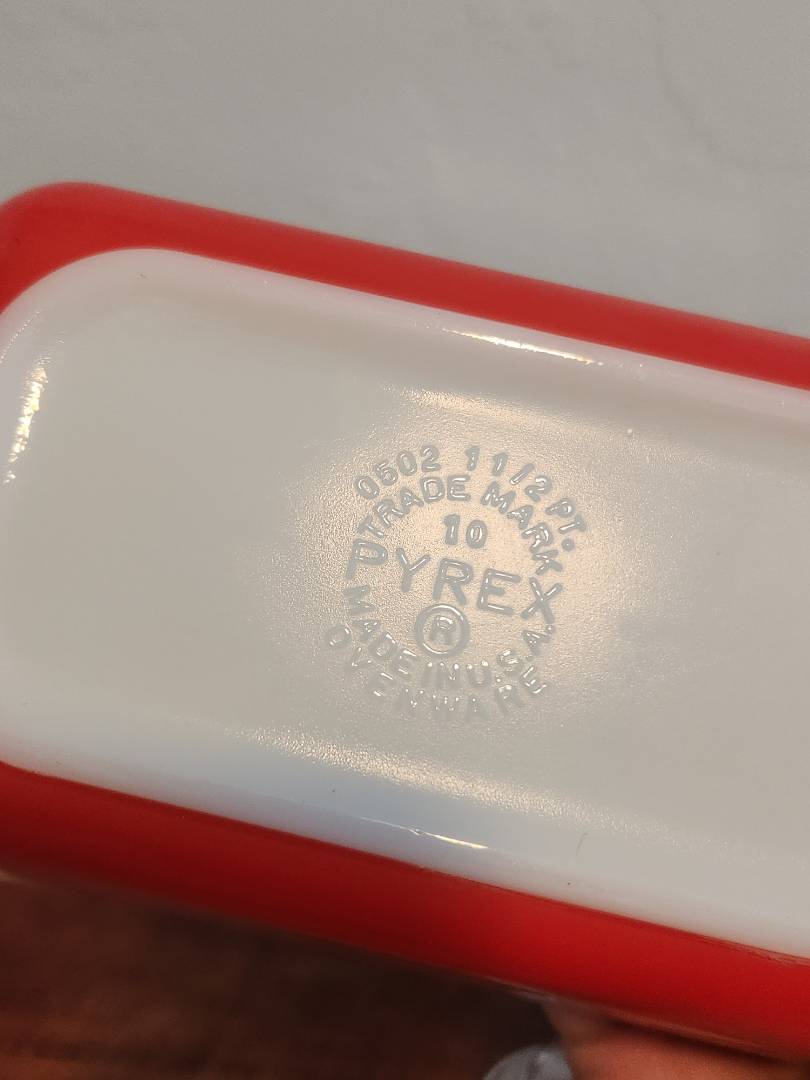 0502 1 1/2 PT.
TRADE MARK
10
PYREX
®
MADE IN U.S.A.
OVENWARE